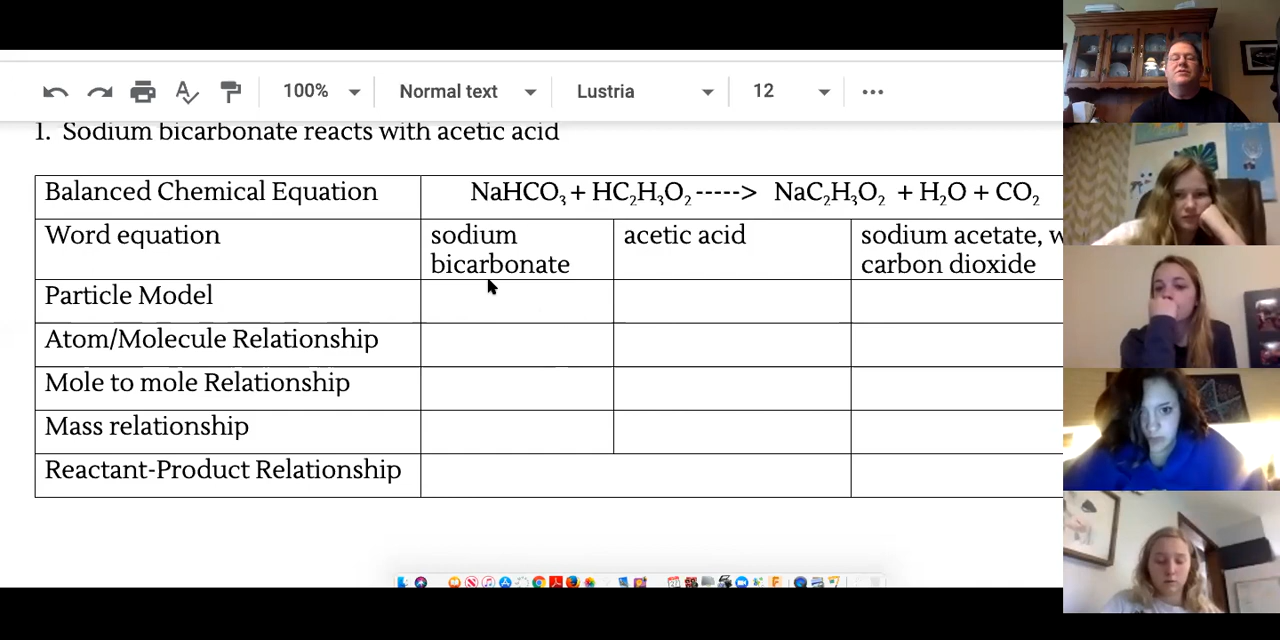 100% Normal text Lustria 12
1. Sodium bicarbonate reacts with acetic acid
Balanced Chemical Equation NaHCO₃ + HC₂H₃O₂ -----> NaC₂H₃O₂ + H₂O + CO₂
Word equation sodium bicarbonate acetic acid sodium acetate, w carbon dioxide
Particle Model
Atom/Molecule Relationship
Mole to mole Relationship
Mass relationship
Reactant-Product Relationship